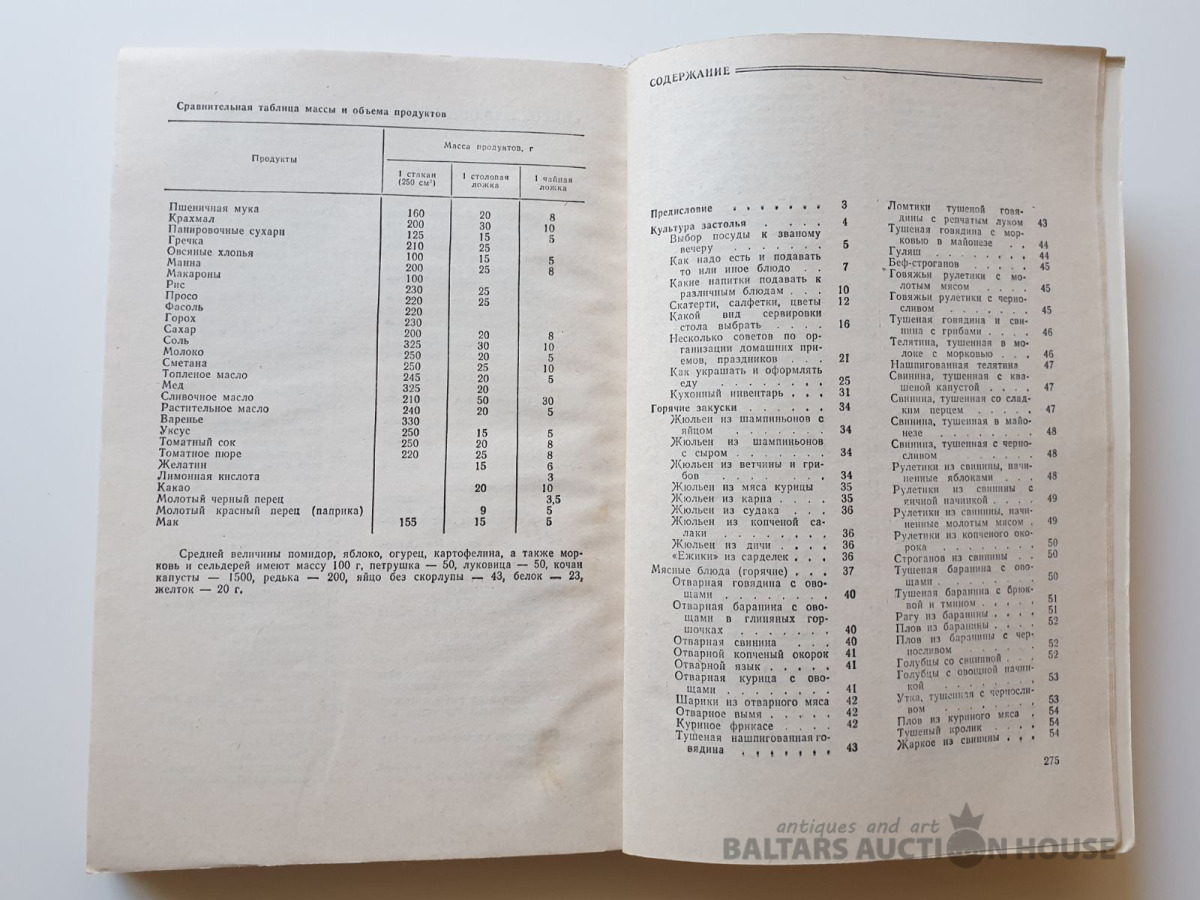 Сравнительная таблица массы и объема продуктов
Продукты
Масса продуктов, г
1 стакан (250 см³)
1 столовая ложка
1 чайная ложка
Пшеничная мука 160 20 8
Крахмал 200 30 10
Панировочные сухари 125 15 5
Гречка 210 25
Овсяные хлопья 100 15 5
Манна 200 25 8
Макароны 100
Рис 230 25
Просо 220 25
Фасоль 220
Горох 230
Сахар 200 20 8
Соль 325 30 10
Молоко 250 20 5
Сметана 250 25 10
Топленое масло 245 20 5
Мед 325 20
Сливочное масло 210 50 30
Растительное масло 240 20 5
Варенье 330
Уксус 250 15 5
Томатный сок 250 20 8
Томатное пюре 220 25 8
Желатин 15 6
Лимонная кислота 3
Какао 20 10
Молотый черный перец 3,5
Молотый красный перец (паприка) 9 5
Мак 155 15 5
Средней величины помидор, яблоко, огурец, картофелина, а также мор-
ковь и сельдерей имеют массу 100 г, петрушка — 50, луковица — 50, кочан
капусты — 1500, редька — 200, яйцо без скорлупы — 43, белок — 23,
желток — 20 г.
СОДЕРЖАНИЕ
Предисловие . . . . . . . 3
Культура застолья . . . . 4
Выбор посуды к званому
вечеру . . . . . . 5
Как надо есть и подавать
то или иное блюдо . . 7
Какие напитки подавать к
различным блюдам . . . 10
Скатерти, салфетки, цветы 12
Какой вид сервировки
стола выбрать . . . . 16
Несколько советов по ор-
ганизации домашних при-
емов, праздников . . . 21
Как украшать и оформлять
еду . . . . . . . 25
Кухонный инвентарь . . . 31
Горячие закуски . . . . . . 34
Жюльен из шампиньонов с
яйцом . . . . . . . 34
Жюльен из шампиньонов
с сыром . . . . . . . 34
Жюльен из ветчины и гри-
бов . . . . . . . 34
Жюльен из мяса курицы 35
Жюльен из карпа . . . . 35
Жюльен из судака . . . 36
Жюльен из копченой са-
лаки . . . . . . . 36
Жюльен из дичи . . . . 36
«Ежики» из сарделек . . . 36
Мясные блюда (горячие) . . . 37
Отварная говядина с ово-
щами . . . . . . . . 40
Отварная баранина с ово-
щами в глиняных гор-
шочках . . . . . . . 40
Отварная свинина . . . 40
Отварной копченый окорок 41
Отварной язык . . . . . 41
Отварная курица с ово-
щами . . . . . . . . 41
Шарики из отварного мяса 42
Отварное вымя . . . . . 42
Куриное фрикасе . . . . 42
Тушеная нашпигованная го-
вядина . . . . . . . 43
Ломтики тушеной говя-
дины с репчатым луком 43
Тушеная говядина с мор-
ковью в майонезе . . 44
Гуляш . . . . . . . 44
Беф-строганов . . . . . 45
Говяжьи рулетики с мо-
лотым мясом . . . . 45
Говяжьи рулетики с черно-
сливом . . . . . . . 45
Тушеная говядина и сви-
нина с грибами . . . . 46
Телятина, тушенная в мо-
локе с морковью . . . 46
Нашпигованная телятина 47
Свинина, тушенная с ква-
шеной капустой . . . . 47
Свинина, тушенная со слад-
ким перцем . . . . . 47
Свинина, тушенная в майо-
незе . . . . . . . . 48
Свинина, тушенная с черно-
сливом . . . . . . . 48
Рулетики из свинины, начи-
ненные яблоками . . . 48
Рулетики из свинины с
яичной начинкой . . . . 49
Рулетики из свинины, начи-
ненные молотым мясом . 49
Рулетики из копченого око-
рока . . . . . . . . 50
Строганов из свинины . . 50
Тушеная баранина с ово-
щами . . . . . . . . 50
Тушеная баранина с брюк-
вой и тмином . . . . . 51
Рагу из баранины . . . . 51
Плов из баранины . . . . 52
Плов из баранины с чер-
носливом . . . . . . 52
Голубцы со свининой . . . 52
Голубцы с овощной начин-
кой . . . . . . . . 53
Утка, тушенная с черносли-
вом . . . . . . . . 53
Плов из куриного мяса . 54
Тушеный кролик . . . . 54
Жаркое из свинины . . . 54
275
antiques and art
BALTARS AUCTION HOUSE